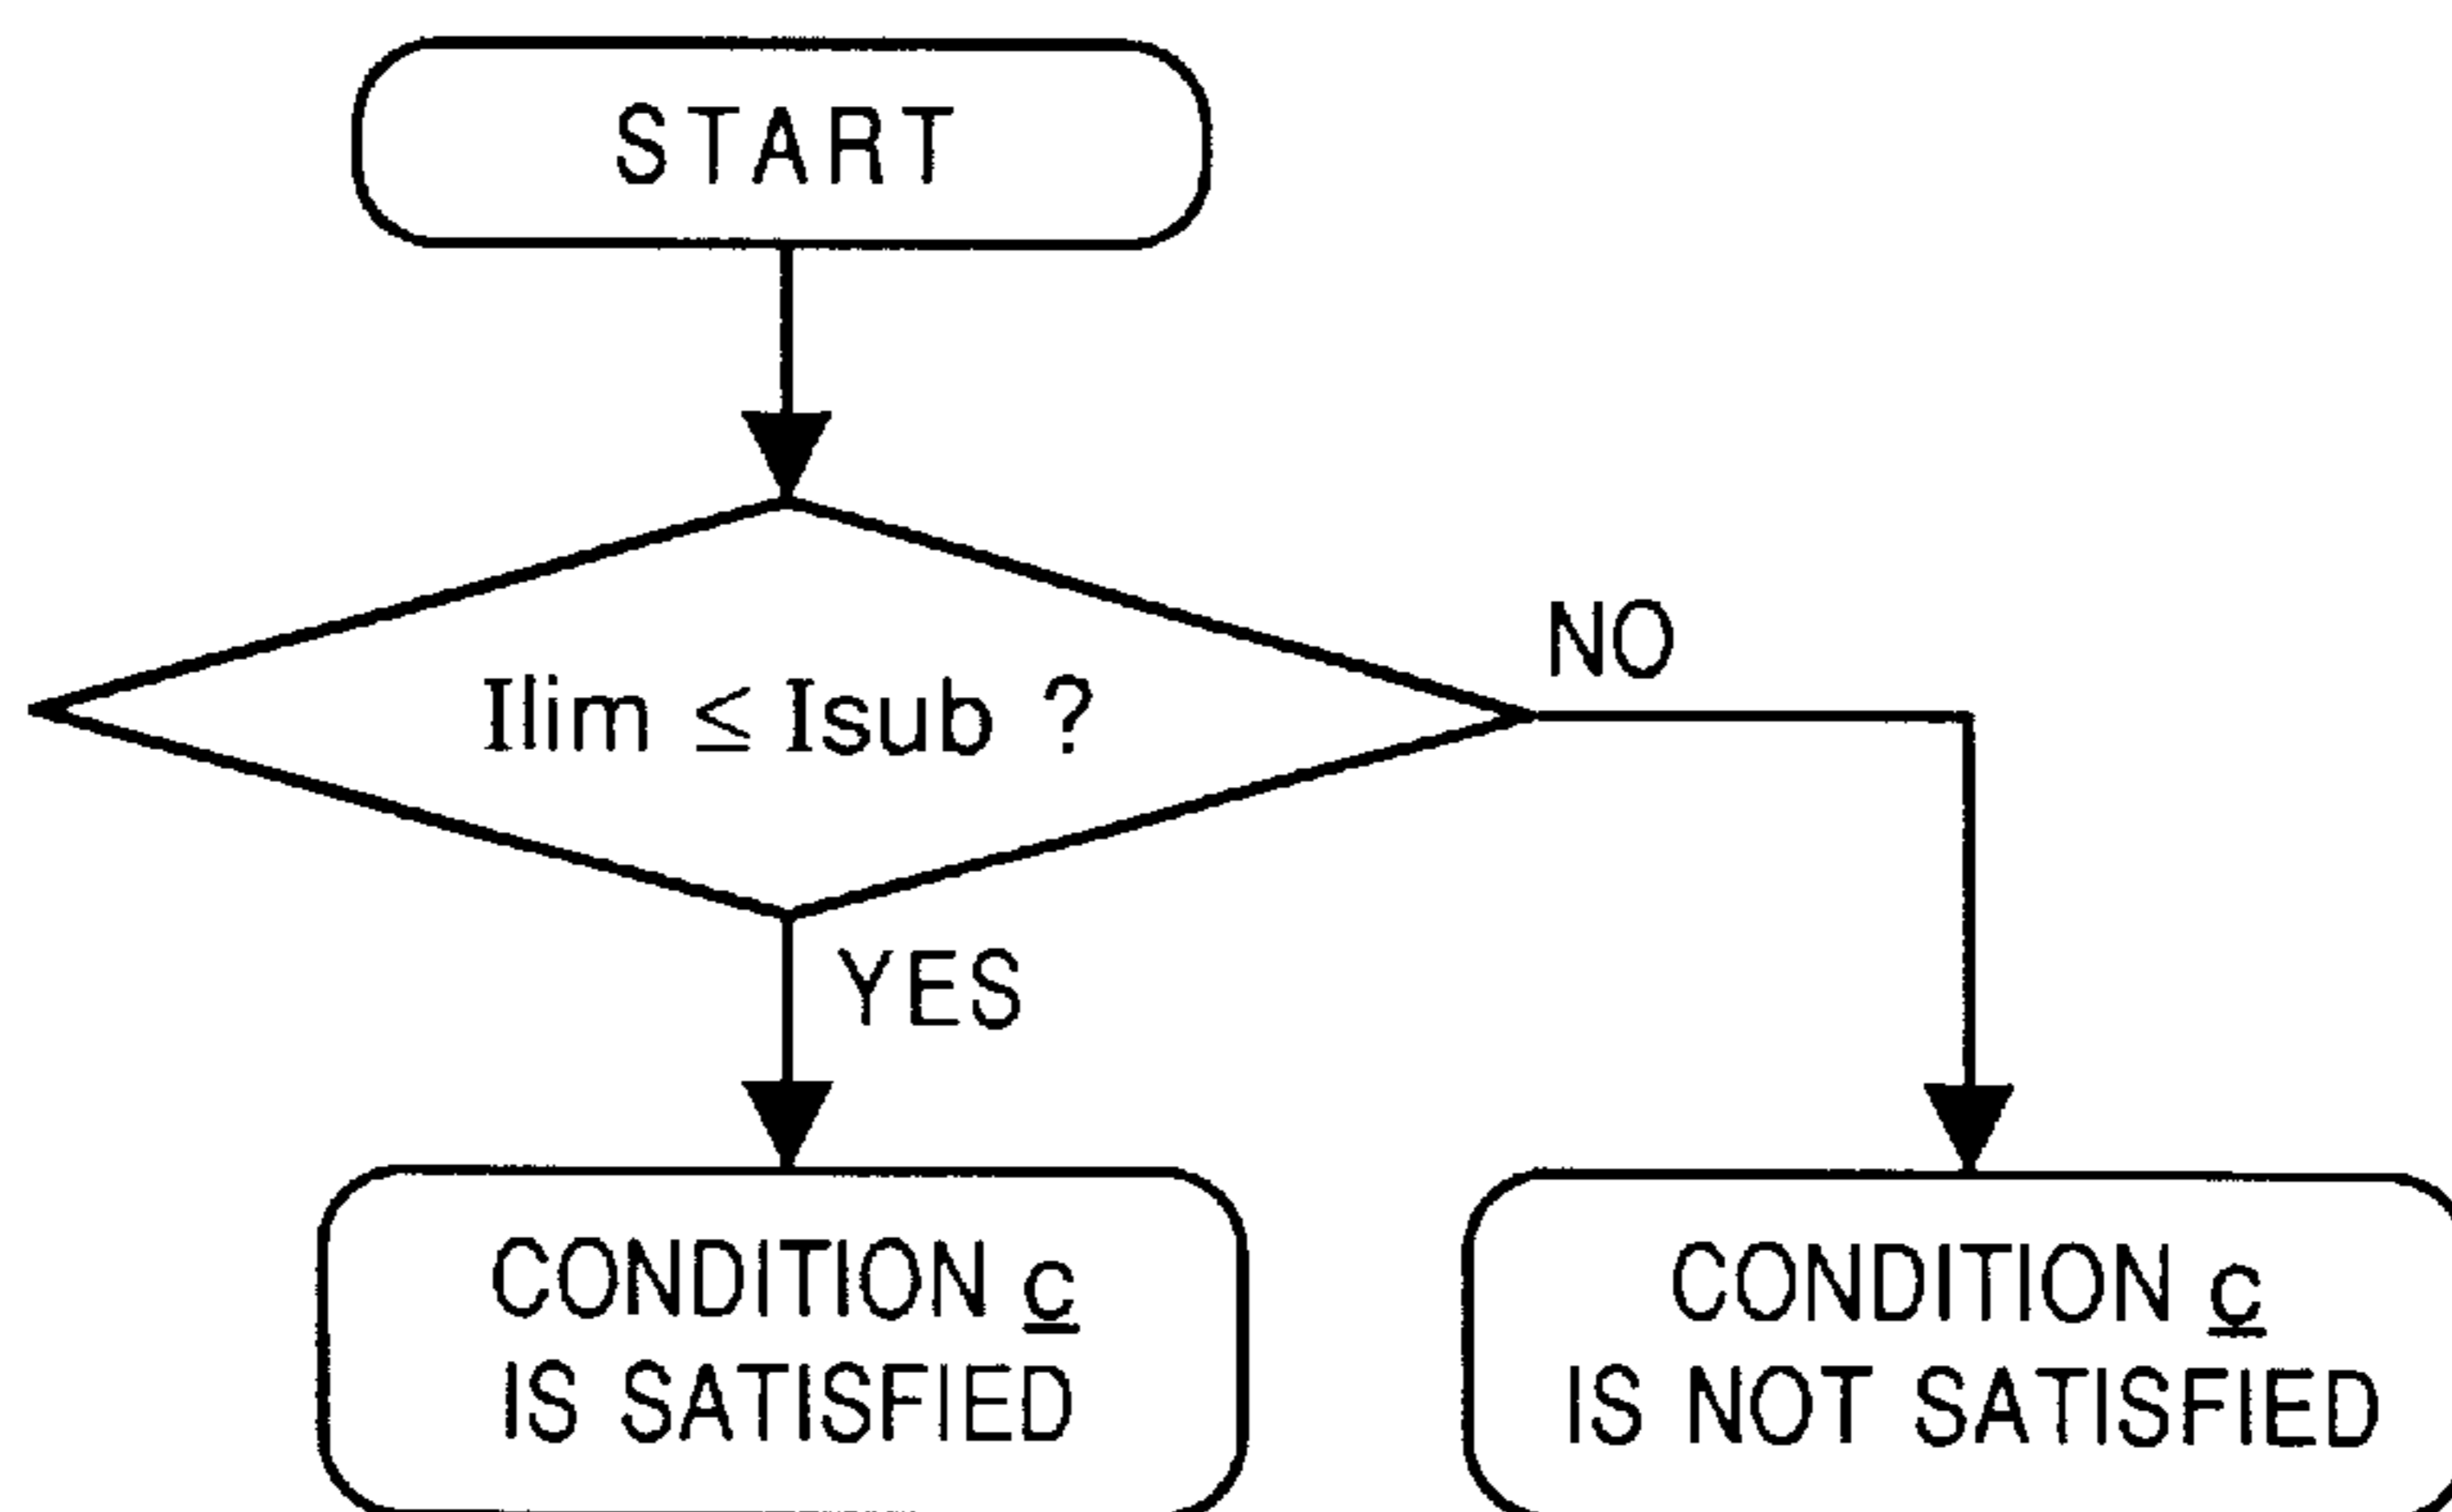 START
Ilim ≤ Isub ?
NO
YES
CONDITION c
IS SATISFIED
CONDITION c
IS NOT SATISFIED